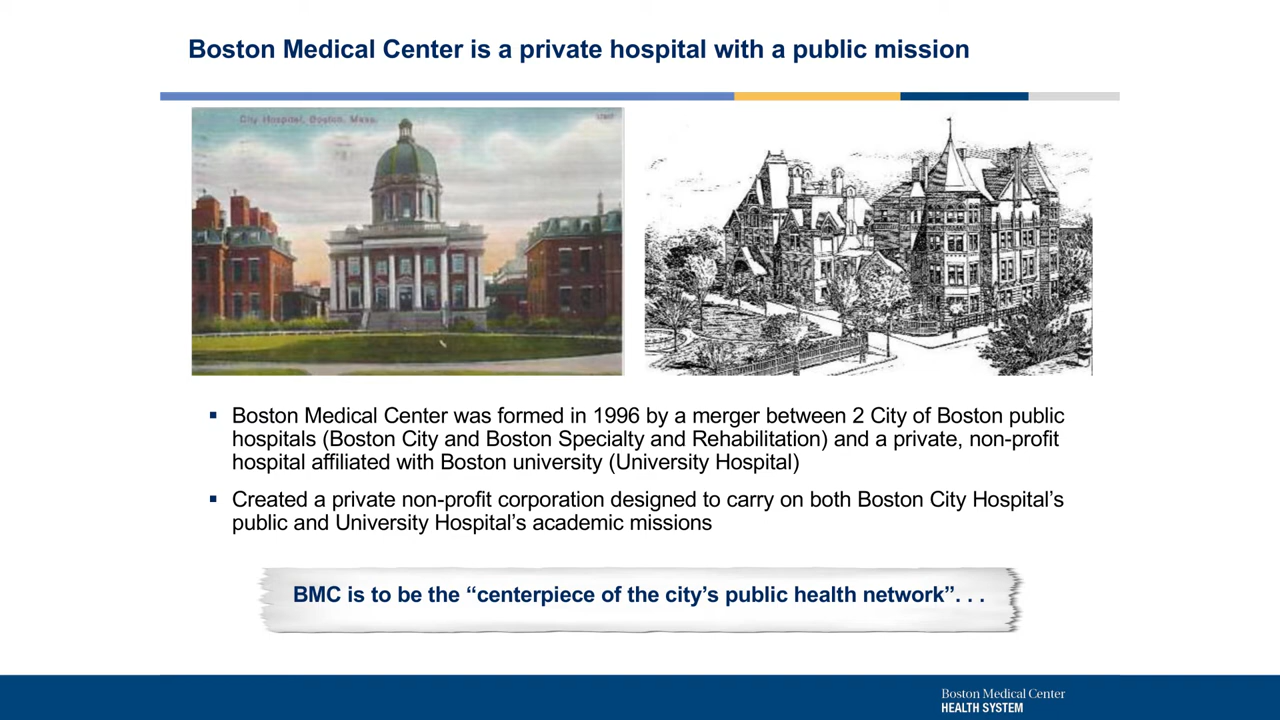 Boston Medical Center is a private hospital with a public mission
City Hospital, Boston, Mass.
▪ Boston Medical Center was formed in 1996 by a merger between 2 City of Boston public
hospitals (Boston City and Boston Specialty and Rehabilitation) and a private, non-profit
hospital affiliated with Boston university (University Hospital)
▪ Created a private non-profit corporation designed to carry on both Boston City Hospital’s
public and University Hospital’s academic missions
BMC is to be the “centerpiece of the city’s public health network”. . .
Boston Medical Center
HEALTH SYSTEM